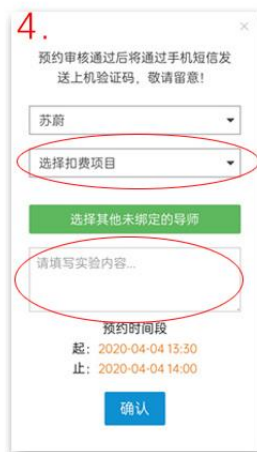 4.
×
预约审核通过后将通过手机短信发
送上机验证码，敬请留意！
苏蔚
选择扣费项目
选择其他未绑定的导师
请填写实验内容...
预约时间段
起：2020-04-04 13:30
止：2020-04-04 14:00
确认